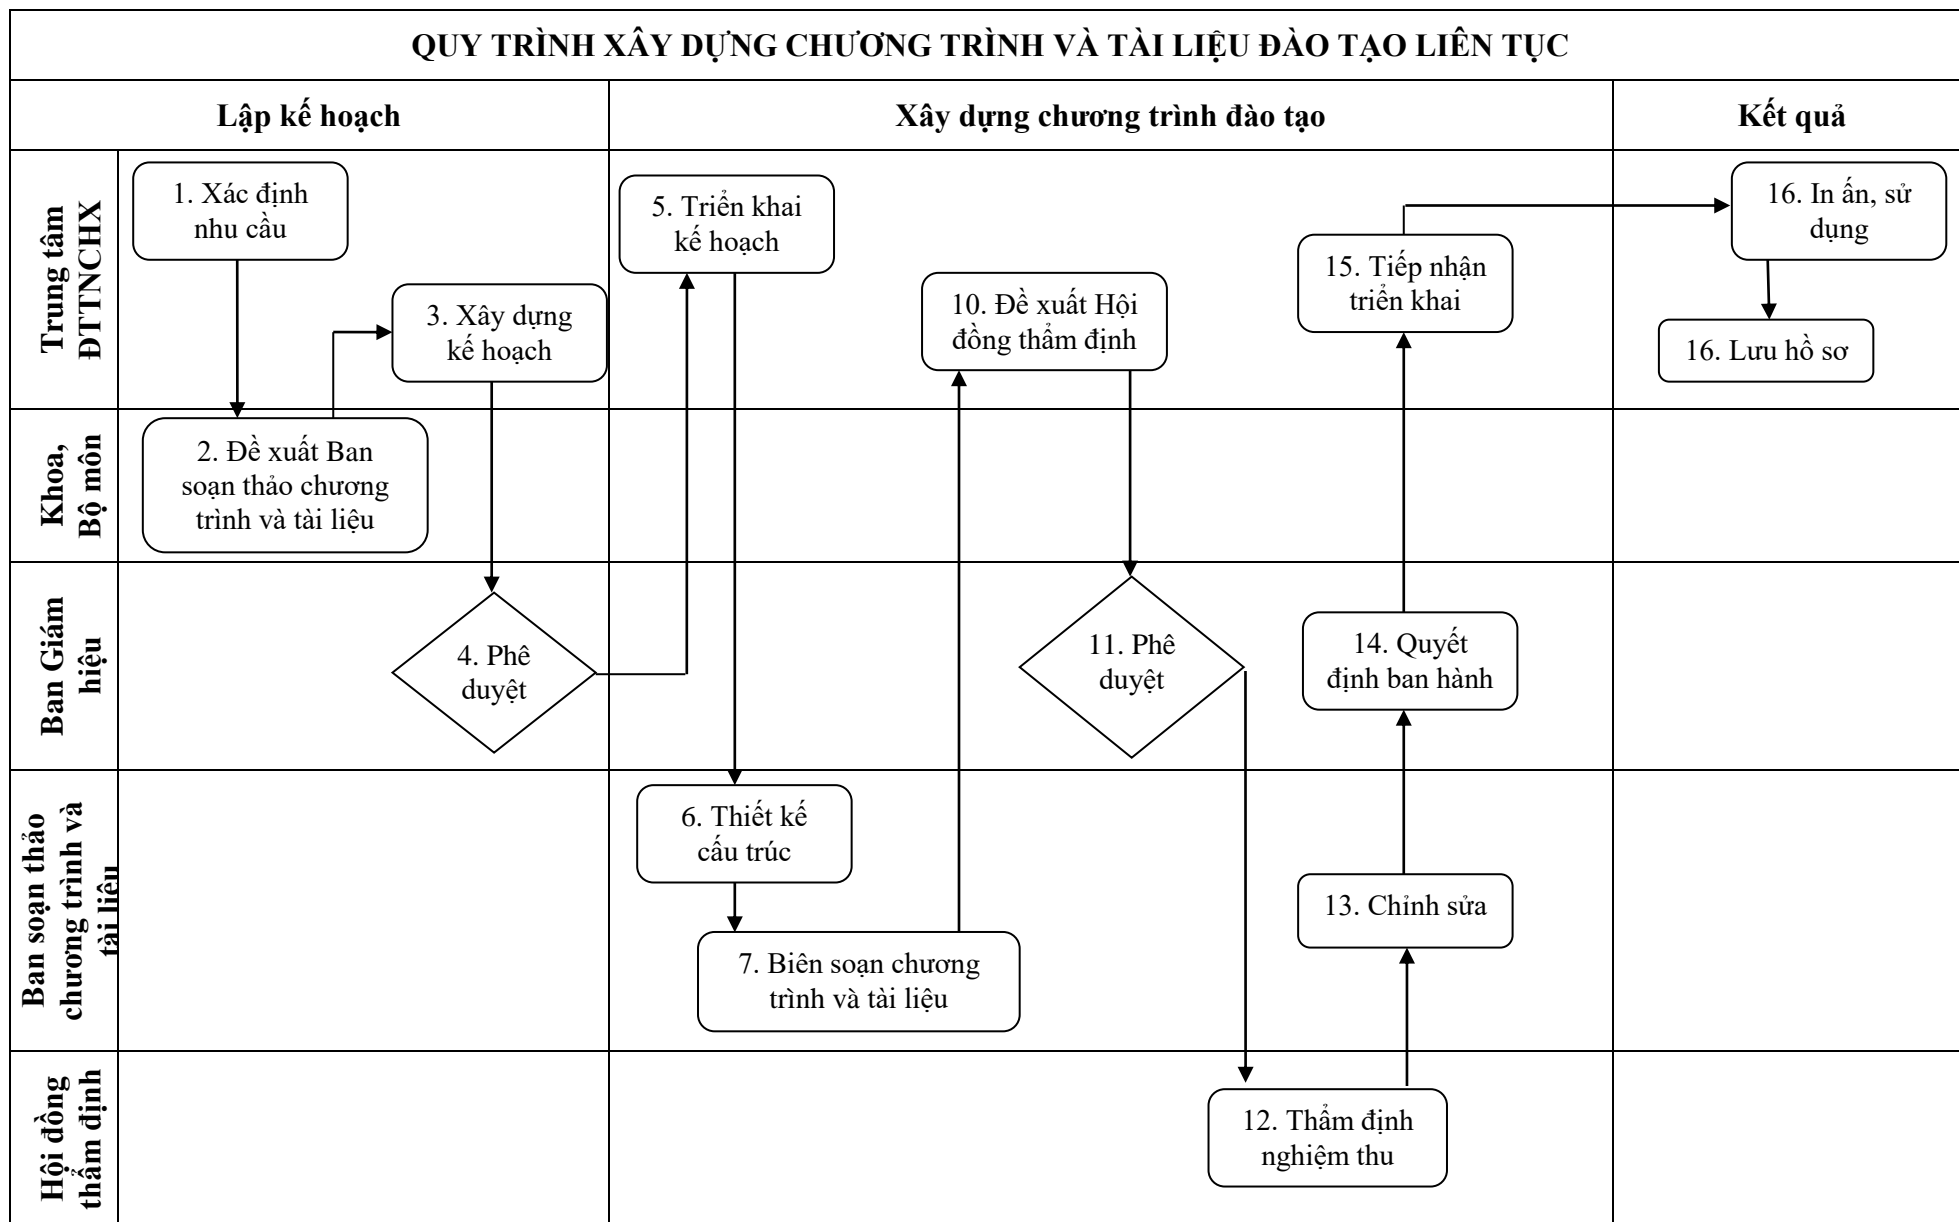 QUY TRÌNH XÂY DỰNG CHƯƠNG TRÌNH VÀ TÀI LIỆU ĐÀO TẠO LIÊN TỤC
Lập kế hoạch
Xây dựng chương trình đào tạo
Kết quả
Trung tâm
ĐTTNCHX
1. Xác định
nhu cầu
3. Xây dựng
kế hoạch
5. Triển khai
kế hoạch
10. Đề xuất Hội
đồng thẩm định
15. Tiếp nhận
triển khai
16. In ấn, sử
dụng
16. Lưu hồ sơ
Khoa,
Bộ môn
2. Đề xuất Ban
soạn thảo chương
trình và tài liệu
Ban Giám
hiệu
4. Phê
duyệt
11. Phê
duyệt
14. Quyết
định ban hành
Ban soạn thảo
chương trình và
tài liệu
6. Thiết kế
cấu trúc
7. Biên soạn chương
trình và tài liệu
13. Chỉnh sửa
Hội đồng
thẩm định
12. Thẩm định
nghiệm thu